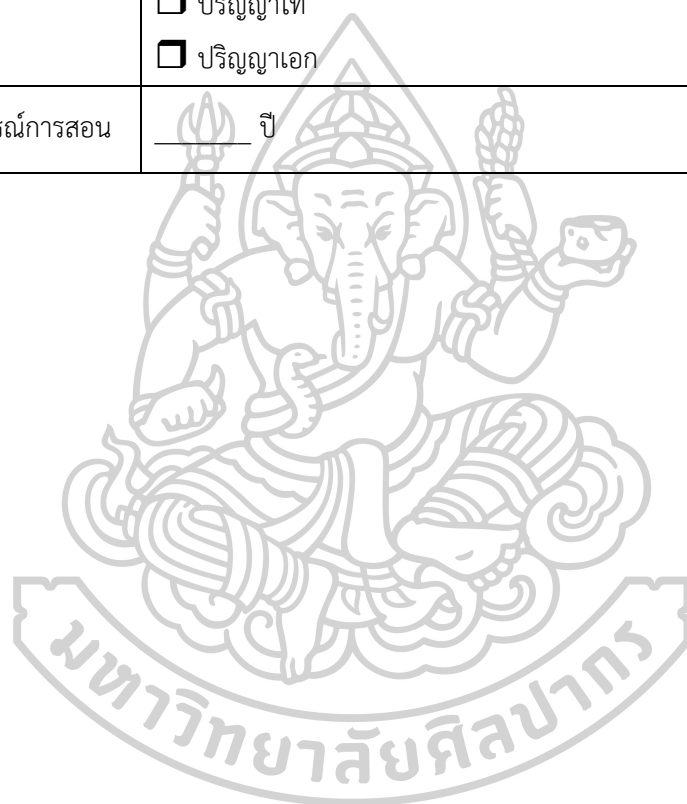 ☐ ปริญญาโท
☐ ปริญญาเอก
ณ์การสอน _______ ปี
มหาวิทยาลัยศิลปากร